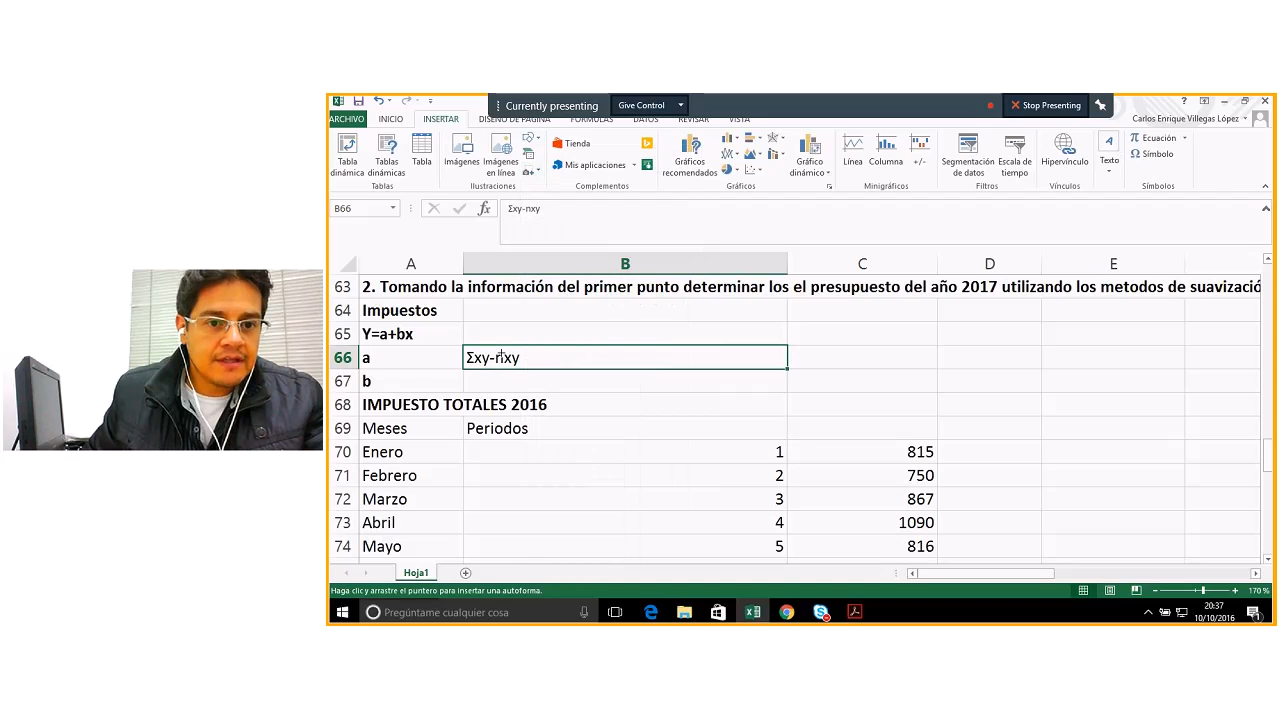 Currently presenting Give Control Stop Presenting
ARCHIVO INICIO INSERTAR DISEÑO DE PÁGINA FÓRMULAS DATOS REVISAR VISTA Carlos Enrique Villegas López
Tabla dinámica
Tablas dinámicas
Tabla
Tablas
Imágenes
Imágenes en línea
Ilustraciones
Tienda
Mis aplicaciones
Complementos
Gráficos recomendados
Gráfico dinámico
Gráficos
Línea
Columna
+/-
Minigráficos
Segmentación de datos
Escala de tiempo
Filtros
Hipervínculo
Vínculos
Texto
π Ecuación
Ω Símbolo
Símbolos
B66 fx Σxy-nxy
A B C D E
63 2. Tomando la información del primer punto determinar los el presupuesto del año 2017 utilizando los metodos de suavizació
64 Impuestos
65 Y=a+bx
66 a Σxy-nxy
67 b
68 IMPUESTO TOTALES 2016
69 Meses Periodos
70 Enero 1 815
71 Febrero 2 750
72 Marzo 3 867
73 Abril 4 1090
74 Mayo 5 816
Hoja1
Haga clic y arrastre el puntero para insertar una autoforma. 170 %
Pregúntame cualquier cosa
20:37
10/10/2016